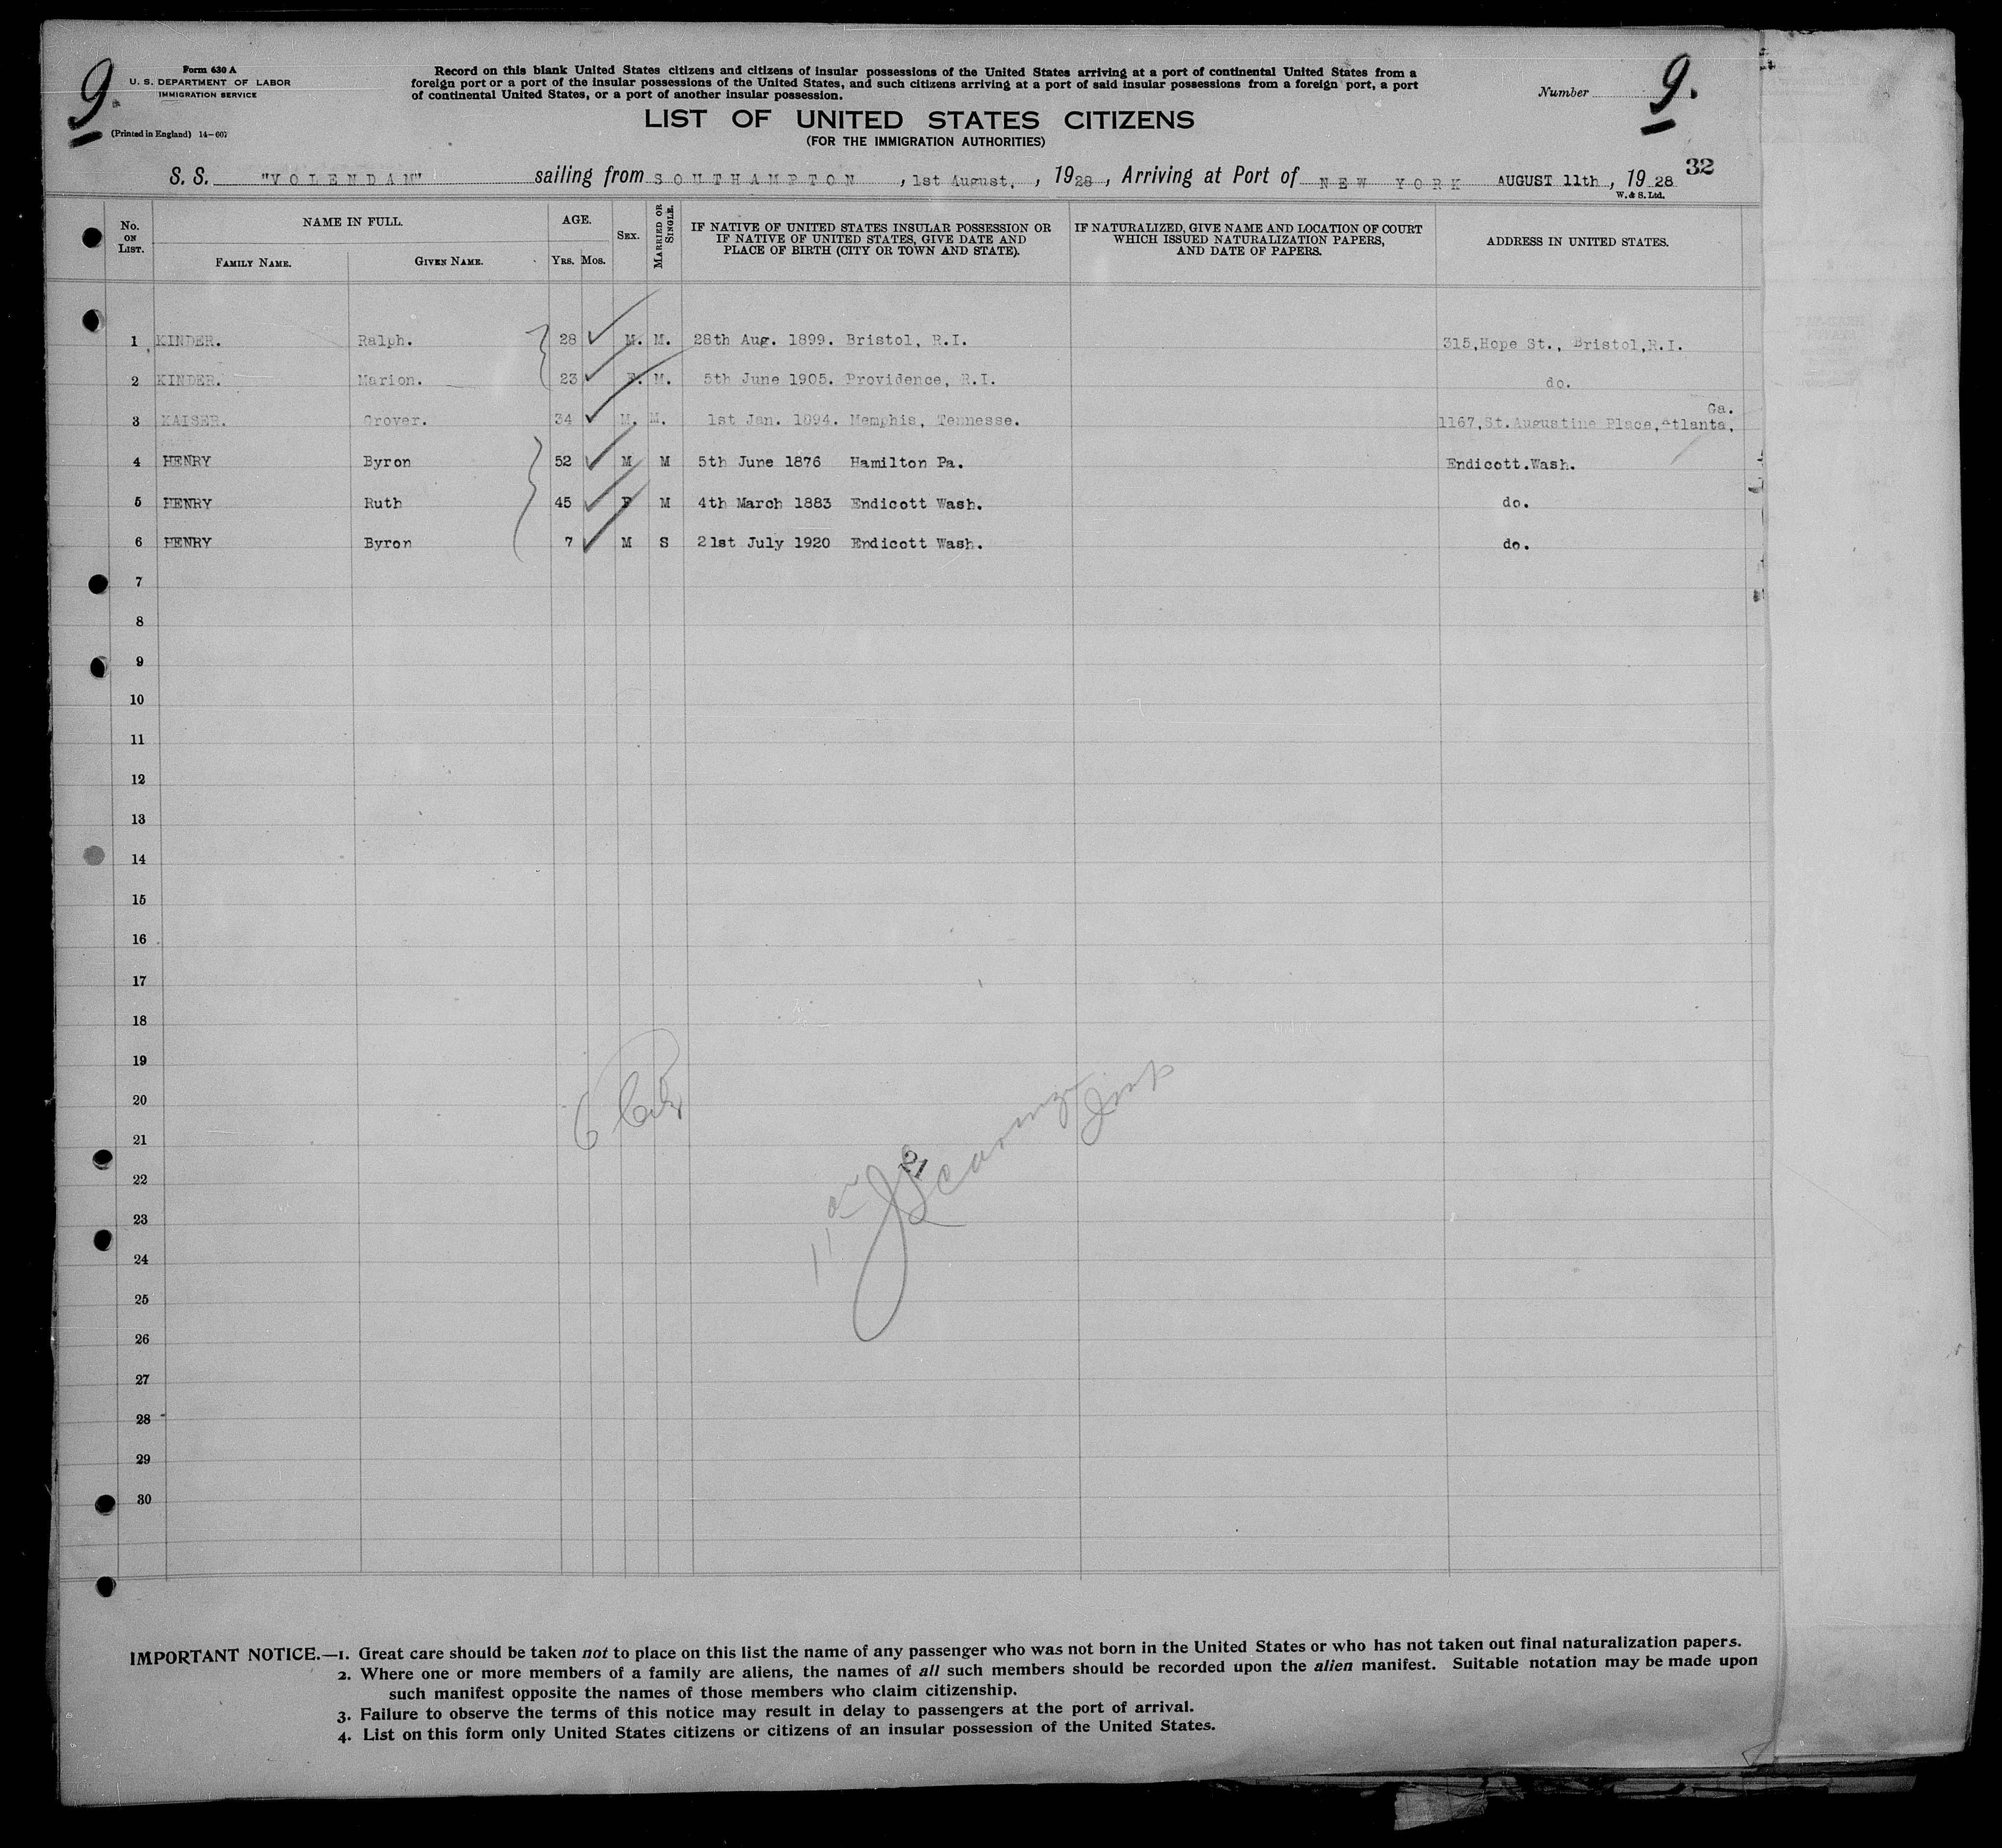 9.
Form 630 A
U. S. DEPARTMENT OF LABOR
IMMIGRATION SERVICE
(Printed in England) 14—607
Record on this blank United States citizens and citizens of insular possessions of the United States arriving at a port of continental United States from a
foreign port or a port of the insular possessions of the United States, and such citizens arriving at a port of said insular possessions from a foreign port, a port
of continental United States, or a port of another insular possession.
Number 9.
LIST OF UNITED STATES CITIZENS
(FOR THE IMMIGRATION AUTHORITIES)
S. S. "VOLENDAM" sailing from SOUTHAMPTON, 1st August, , 1928, Arriving at Port of NEW YORK AUGUST 11th, 1928 32
W. & S. Ltd.
No. ON LIST. NAME IN FULL. FAMILY NAME. GIVEN NAME. AGE. YRS. MOS. SEX. MARRIED OR SINGLE. IF NATIVE OF UNITED STATES INSULAR POSSESSION OR IF NATIVE OF UNITED STATES, GIVE DATE AND PLACE OF BIRTH (CITY OR TOWN AND STATE). IF NATURALIZED, GIVE NAME AND LOCATION OF COURT WHICH ISSUED NATURALIZATION PAPERS, AND DATE OF PAPERS. ADDRESS IN UNITED STATES.
1 KINDER. Ralph. 28 M. M. 28th Aug. 1899. Bristol, R.I. 315,Hope St., Bristol,R.I.
2 KINDER. Marion. 23 F. M. 5th June 1905. Providence, R.I. do.
3 KAISER. Grover. 34 M. M. 1st Jan. 1894. Memphis, Tennesse. 1167,St.Augustine Place,Atlanta, Ga.
4 HENRY Byron 52 M M 5th June 1876 Hamilton Pa. Endicott.Wash.
5 HENRY Ruth 45 F M 4th March 1883 Endicott Wash. do.
6 HENRY Byron 7 M S 21st July 1920 Endicott Wash. do.
7
8
9
10
11
12
13
14
15
16
17
18
19
20
21
22
23
24
25
26
27
28
29
30
6
21
IMPORTANT NOTICE.—1. Great care should be taken not to place on this list the name of any passenger who was not born in the United States or who has not taken out final naturalization papers.
2. Where one or more members of a family are aliens, the names of all such members should be recorded upon the alien manifest. Suitable notation may be made upon
such manifest opposite the names of those members who claim citizenship.
3. Failure to observe the terms of this notice may result in delay to passengers at the port of arrival.
4. List on this form only United States citizens or citizens of an insular possession of the United States.